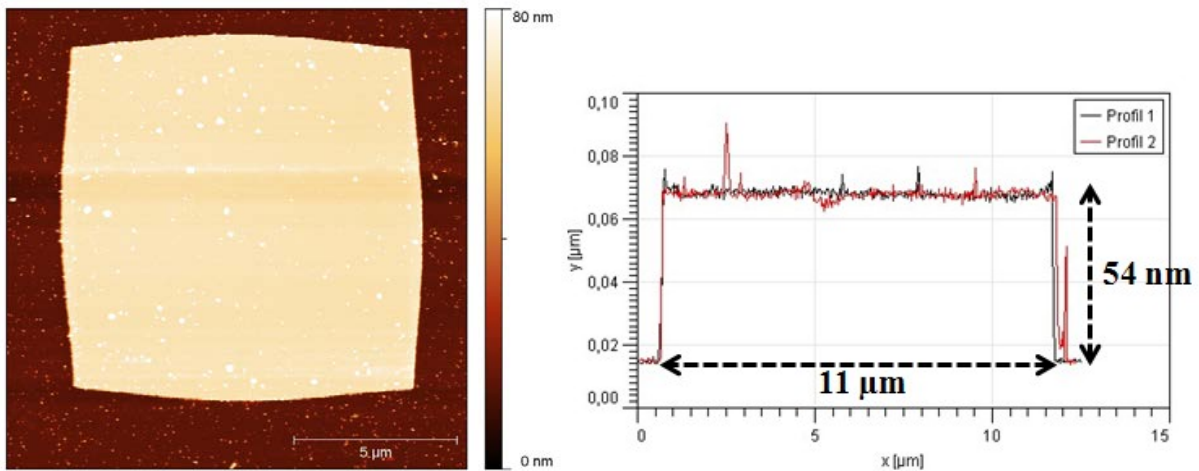 80 nm
0 nm
5 µm
Profil 1
Profil 2
0,10
0,08
0,06
0,04
0,02
0,00
y [µm]
54 nm
11 µm
0
5
10
15
x [µm]